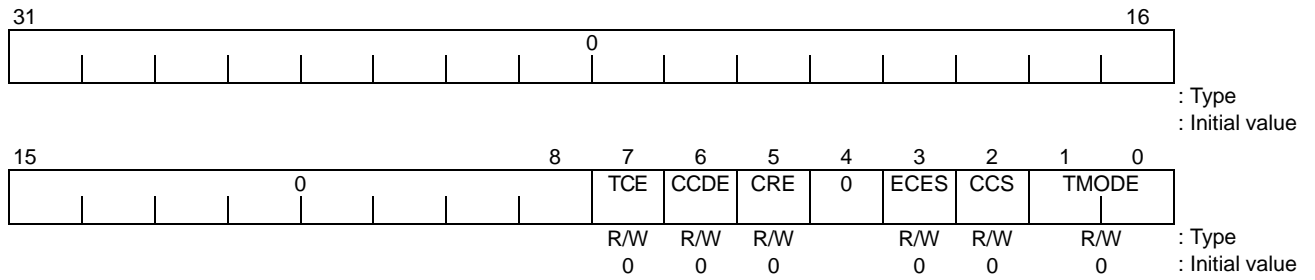 31 16
0
: Type
: Initial value
15 8 7 6 5 4 3 2 1 0
0 TCE CCDE CRE 0 ECES CCS TMODE
R/W R/W R/W R/W R/W R/W : Type
0 0 0 0 0 0 : Initial value